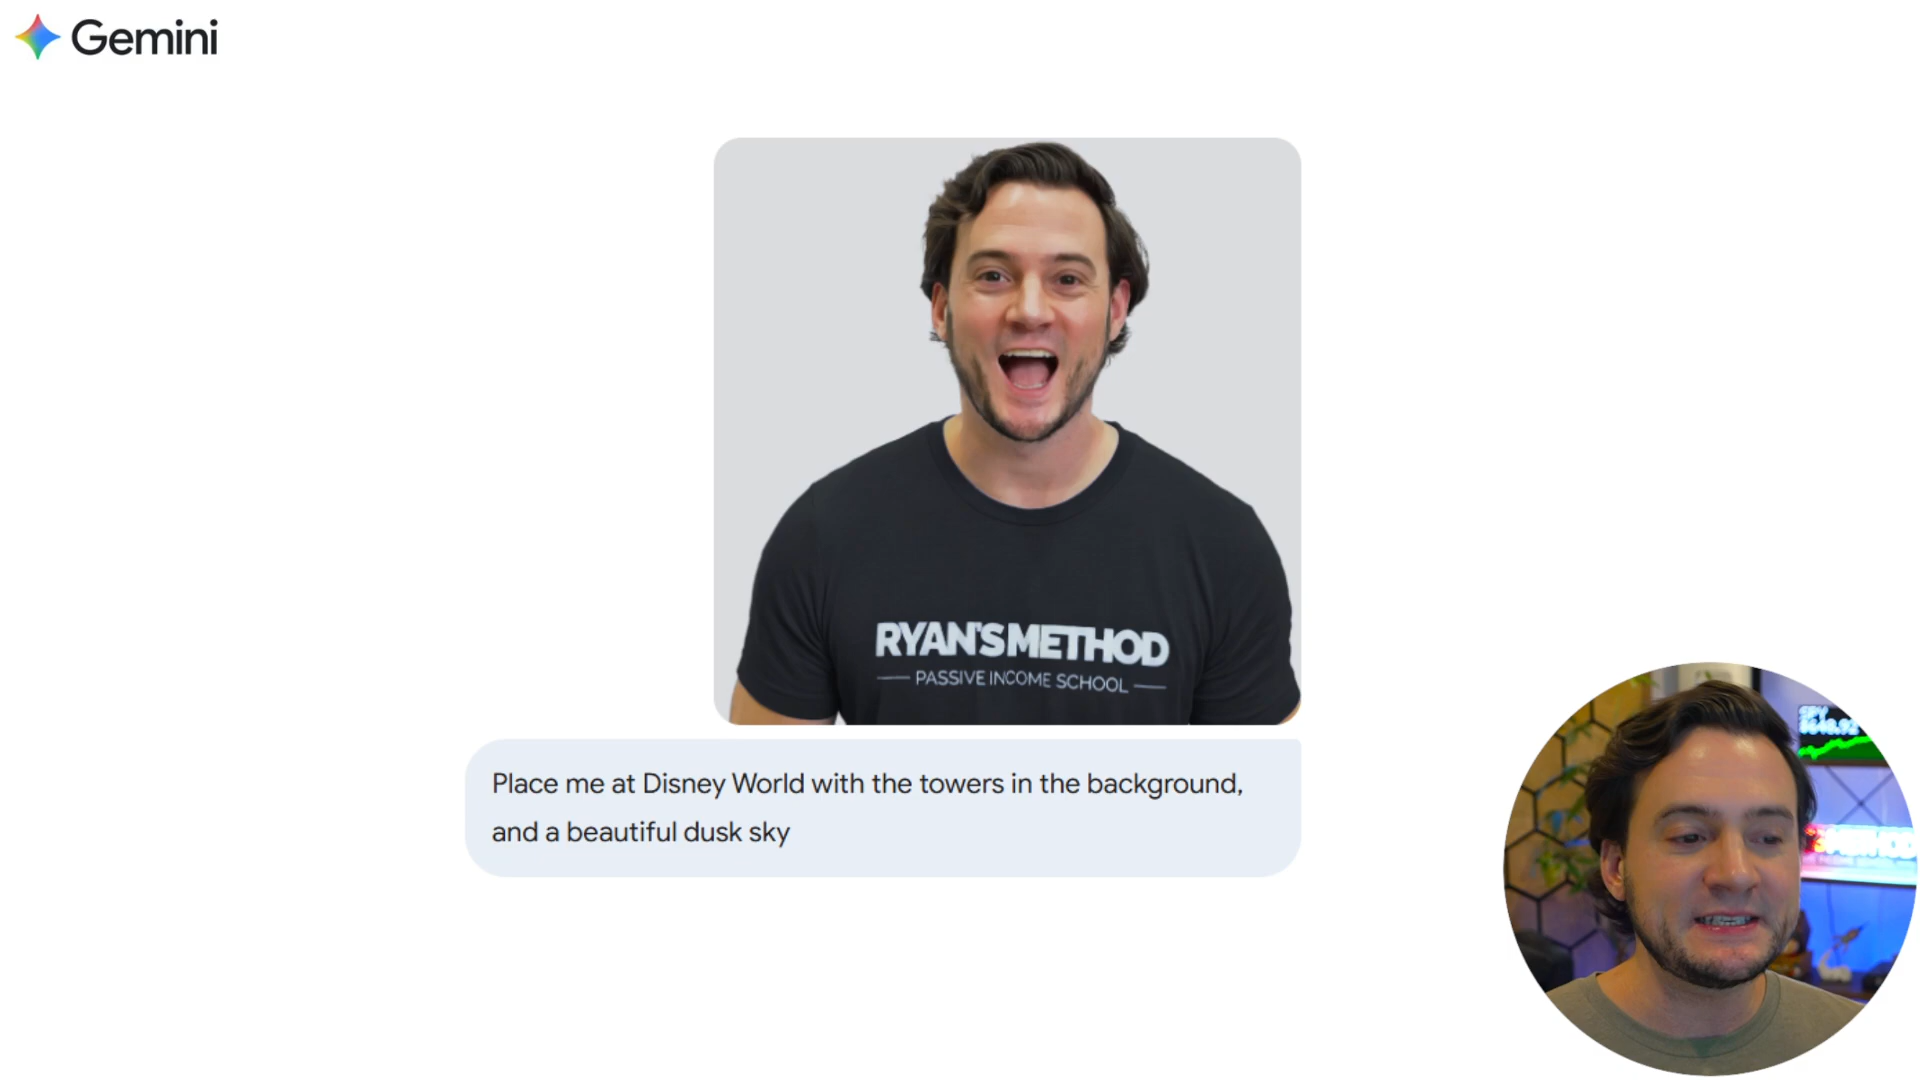 Gemini
RYAN'S METHOD
PASSIVE INCOME SCHOOL
Place me at Disney World with the towers in the background,
and a beautiful dusk sky